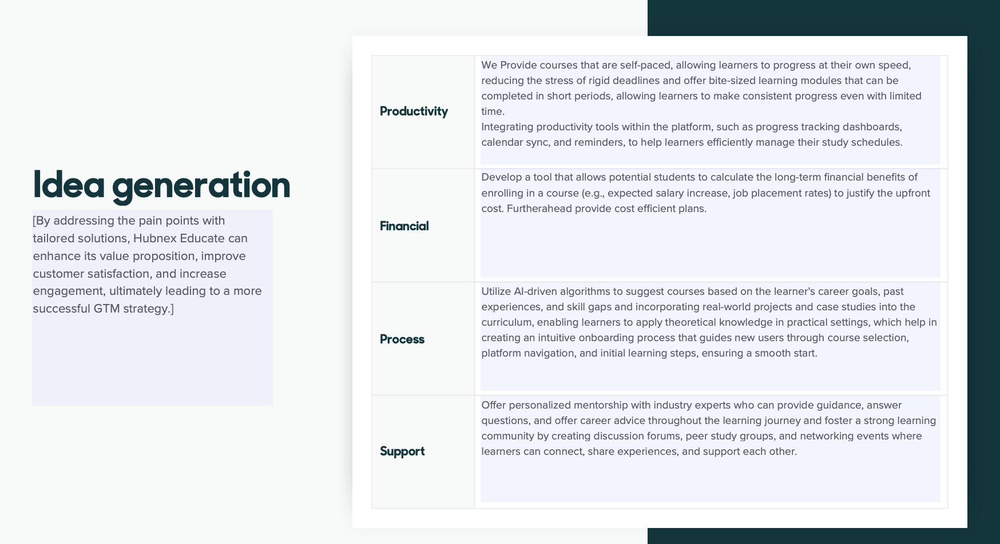 Idea generation
[By addressing the pain points with
tailored solutions, Hubnex Educate can
enhance its value proposition, improve
customer satisfaction, and increase
engagement, ultimately leading to a more
successful GTM strategy.]
Productivity
We Provide courses that are self-paced, allowing learners to progress at their own speed,
reducing the stress of rigid deadlines and offer bite-sized learning modules that can be
completed in short periods, allowing learners to make consistent progress even with limited
time.
Integrating productivity tools within the platform, such as progress tracking dashboards,
calendar sync, and reminders, to help learners efficiently manage their study schedules.
Financial
Develop a tool that allows potential students to calculate the long-term financial benefits of
enrolling in a course (e.g., expected salary increase, job placement rates) to justify the upfront
cost. Furtherahead provide cost efficient plans.
Process
Utilize AI-driven algorithms to suggest courses based on the learner's career goals, past
experiences, and skill gaps and incorporating real-world projects and case studies into the
curriculum, enabling learners to apply theoretical knowledge in practical settings, which help in
creating an intuitive onboarding process that guides new users through course selection,
platform navigation, and initial learning steps, ensuring a smooth start.
Support
Offer personalized mentorship with industry experts who can provide guidance, answer
questions, and offer career advice throughout the learning journey and foster a strong learning
community by creating discussion forums, peer study groups, and networking events where
learners can connect, share experiences, and support each other.